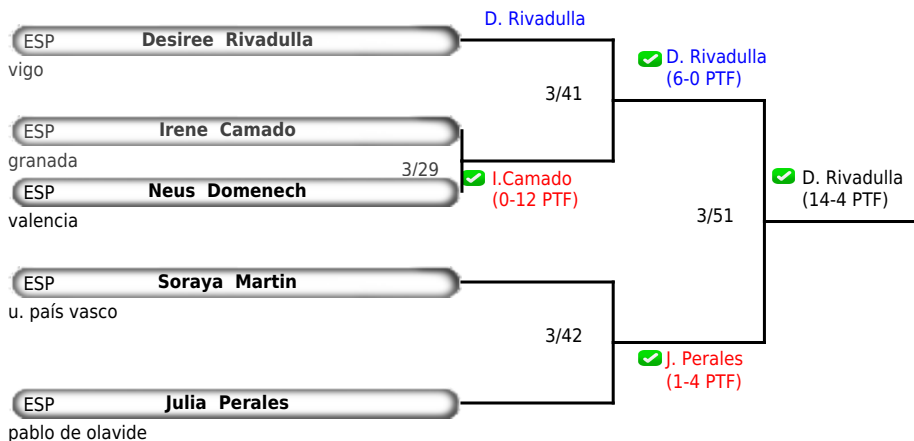 D. Rivadulla
ESP Desiree Rivadulla
vigo
D. Rivadulla
(6-0 PTF)
3/41
ESP Irene Camado
granada
3/29
I.Camado
(0-12 PTF)
ESP Neus Domenech
valencia
D. Rivadulla
(14-4 PTF)
3/51
ESP Soraya Martin
u. país vasco
3/42
J. Perales
(1-4 PTF)
ESP Julia Perales
pablo de olavide